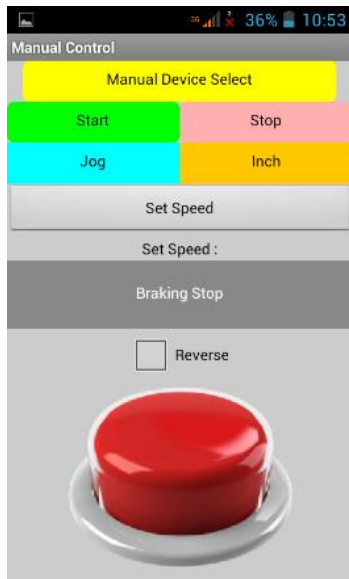 36% 10:53
Manual Control
Manual Device Select
Start Stop
Jog Inch
Set Speed
Set Speed :
Braking Stop
Reverse